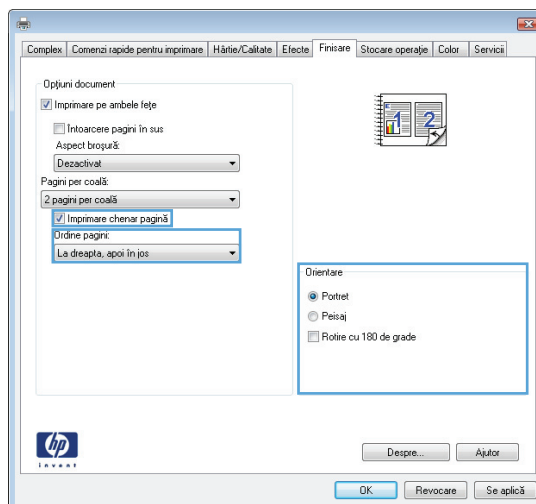 Complex Comenzi rapide pentru imprimare Hârtie/Calitate Efecte Finisare Stocare operaţie Color Servicii
Opţiuni document
Imprimare pe ambele feţe
Întoarcere pagini în sus
Aspect broşură:
Dezactivat
Pagini per coală:
2 pagini per coală
Imprimare chenar pagină
Ordine pagini:
La dreapta, apoi în jos
1 2
Orientare
Portret
Peisaj
Rotire cu 180 de grade
hp
invent
Despre... Ajutor
OK Revocare Se aplică